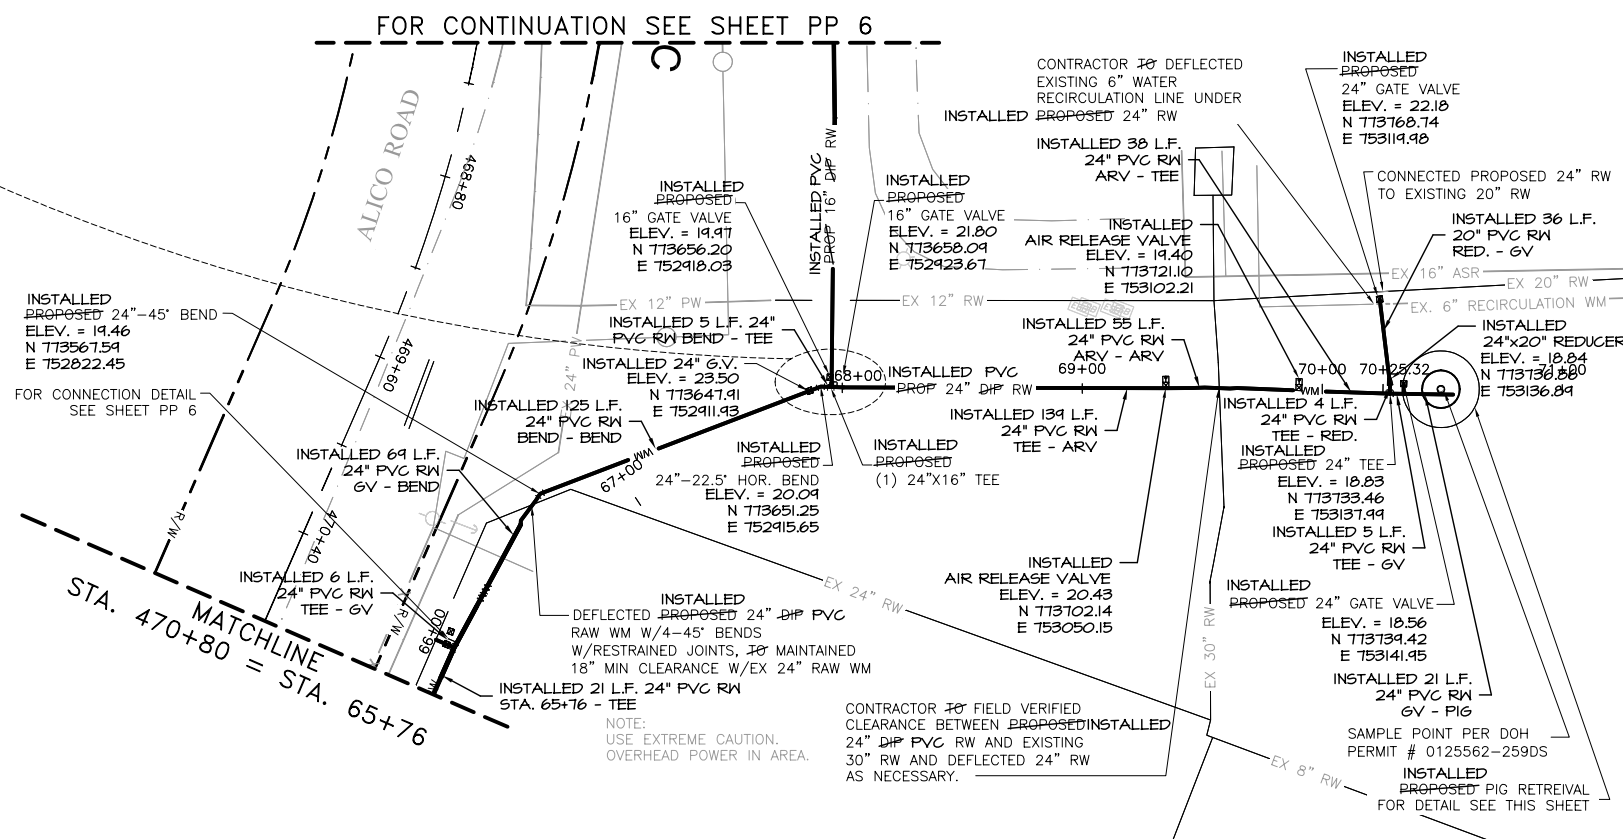 FOR CONTINUATION SEE SHEET PP 6
C
ALICO ROAD
468+80
469+60
470+40
R/W
R/W
INSTALLED
PROPOSED 24"-45° BEND
ELEV. = 19.46
N 773567.59
E 752822.45
FOR CONNECTION DETAIL
SEE SHEET PP 6
INSTALLED 69 L.F.
24" PVC RW
GV - BEND
INSTALLED 6 L.F.
24" PVC RW
TEE - GV
MATCHLINE
STA. 470+80 = STA. 65+76
INSTALLED
PROPOSED
16" GATE VALVE
ELEV. = 19.97
N 773656.20
E 752918.03
INSTALLED PVC
PROP 16" DIP RW
INSTALLED
PROPOSED
16" GATE VALVE
ELEV. = 21.80
N 773658.09
E 752923.67
EX 12" PW
EX 12" RW
INSTALLED 5 L.F. 24"
PVC RW BEND - TEE
24" PW
INSTALLED 24" G.V.
ELEV. = 23.50
N 773647.91
E 752911.93
INSTALLED 125 L.F.
24" PVC RW
BEND - BEND
WM
67+00
68+00
INSTALLED PVC
PROP 24" DIP RW
INSTALLED
PROPOSED
24"-22.5° HOR. BEND
ELEV. = 20.09
N 773651.25
E 752915.65
INSTALLED
PROPOSED
(1) 24"X16" TEE
WM
INSTALLED
DEFLECTED PROPOSED 24" DIP PVC
RAW WM W/4-45° BENDS
W/RESTRAINED JOINTS, TO MAINTAINED
18" MIN CLEARANCE W/EX 24" RAW WM
INSTALLED 21 L.F. 24" PVC RW
STA. 65+76 - TEE
NOTE:
USE EXTREME CAUTION.
OVERHEAD POWER IN AREA.
EX 24" RW
CONTRACTOR TO DEFLECTED
EXISTING 6" WATER
RECIRCULATION LINE UNDER
INSTALLED PROPOSED 24" RW
INSTALLED 38 L.F.
24" PVC RW
ARV - TEE
INSTALLED
AIR RELEASE VALVE
ELEV. = 19.40
N 773721.10
E 753102.21
INSTALLED 55 L.F.
24" PVC RW
ARV - ARV
69+00
70+00
70+25.32
71+00
INSTALLED 139 L.F.
24" PVC RW
TEE - ARV
WM
INSTALLED
AIR RELEASE VALVE
ELEV. = 20.43
N 773702.14
E 753050.15
CONTRACTOR TO FIELD VERIFIED
CLEARANCE BETWEEN PROPOSED INSTALLED
24" DIP PVC RW AND EXISTING
30" RW AND DEFLECTED 24" RW
AS NECESSARY.
EX 30" RW
EX 8" RW
INSTALLED
PROPOSED
24" GATE VALVE
ELEV. = 22.18
N 773768.74
E 753119.98
CONNECTED PROPOSED 24" RW
TO EXISTING 20" RW
INSTALLED 36 L.F.
20" PVC RW
RED. - GV
EX 16" ASR
EX 20" RW
EX. 6" RECIRCULATION WM
INSTALLED
24"x20" REDUCER
ELEV. = 18.84
N 773736.86
E 753136.89
INSTALLED 4 L.F.
24" PVC RW
TEE - RED.
INSTALLED
PROPOSED 24" TEE
ELEV. = 18.83
N 773733.46
E 753137.99
INSTALLED 5 L.F.
24" PVC RW
TEE - GV
INSTALLED
PROPOSED 24" GATE VALVE
ELEV. = 18.56
N 773739.42
E 753141.95
INSTALLED 21 L.F.
24" PVC RW
GV - PIG
SAMPLE POINT PER DOH
PERMIT # 0125562-259DS
INSTALLED
PROPOSED PIG RETREIVAL
FOR DETAIL SEE THIS SHEET